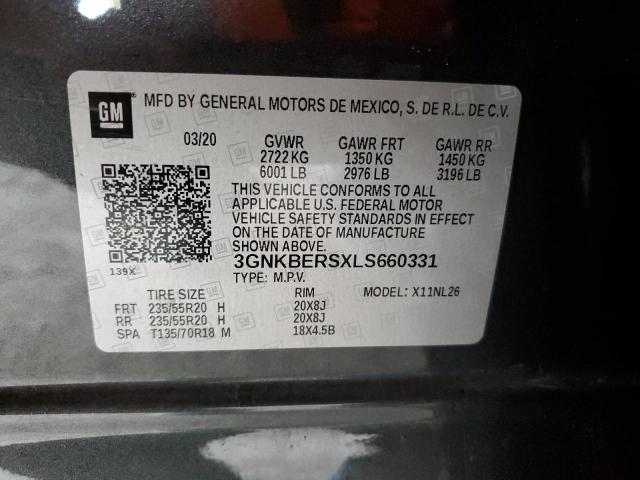 GM
MFD BY GENERAL MOTORS DE MEXICO, S. DE R.L. DE C.V.
03/20 GVWR GAWR FRT GAWR RR
2722 KG 1350 KG 1450 KG
6001 LB 2976 LB 3196 LB
THIS VEHICLE CONFORMS TO ALL
APPLICABLE U.S. FEDERAL MOTOR
VEHICLE SAFETY STANDARDS IN EFFECT
ON THE DATE OF MANUFACTURE
SHOWN ABOVE.
139X 3GNKBERSXLS660331
TYPE: M.P.V.
TIRE SIZE RIM MODEL: X11NL26
FRT 235/55R20 H 20X8J
RR 235/55R20 H 20X8J
SPA T135/70R18 M 18X4.5B